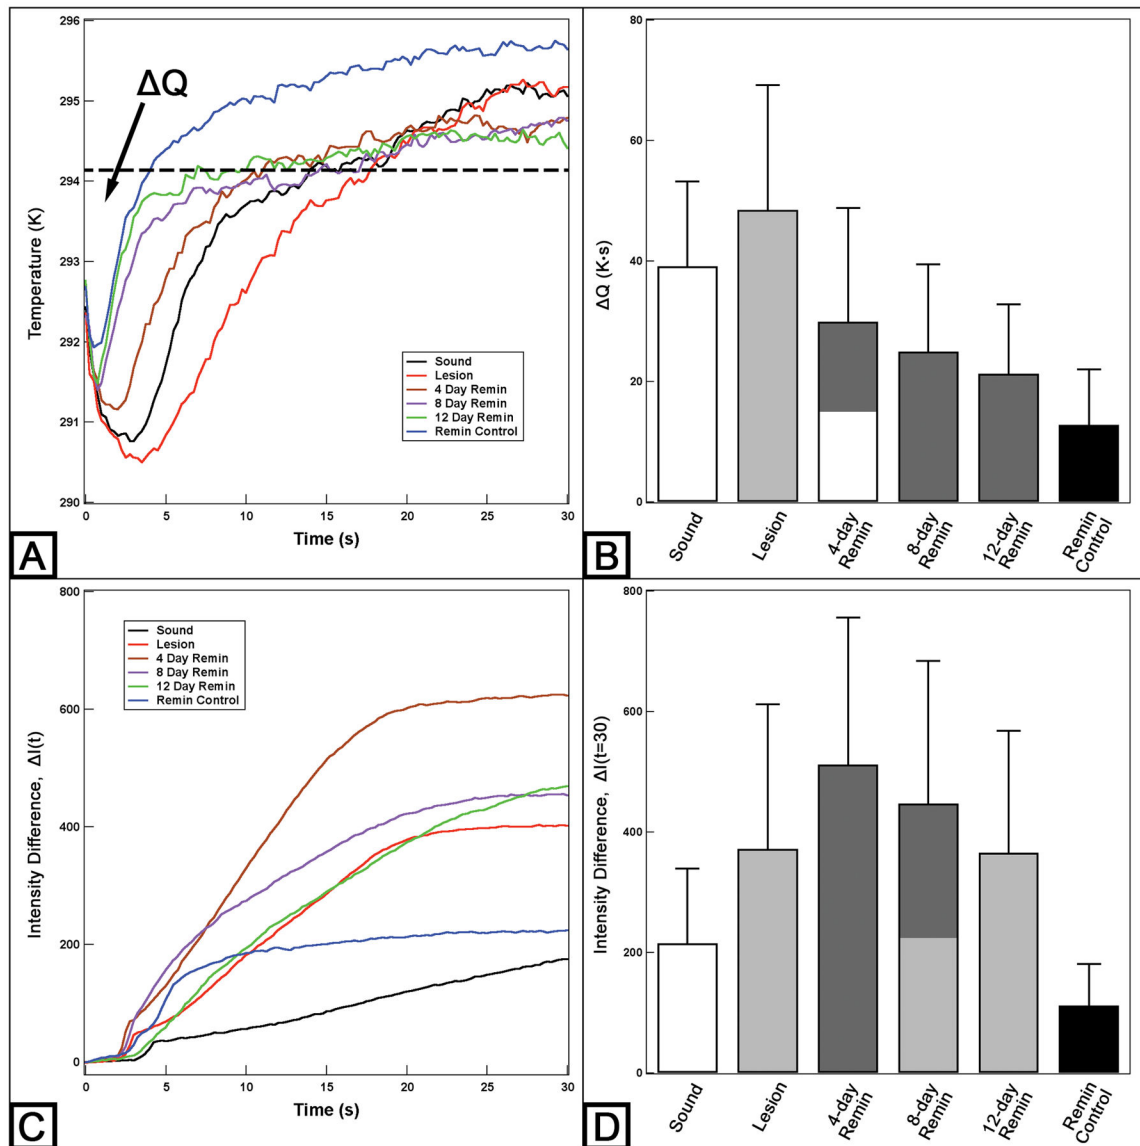 296
295
294
293
292
291
290
Temperature (K)
ΔQ
Sound
Lesion
4 Day Remin
8 Day Remin
12 Day Remin
Remin Control
0 5 10 15 20 25 30
Time (s)
A
80
60
40
20
0
ΔQ (K·s)
Sound
Lesion
4-day
Remin
8-day
Remin
12-day
Remin
Remin
Control
B
800
600
400
200
0
Intensity Difference, ΔI(t)
Sound
Lesion
4 Day Remin
8 Day Remin
12 Day Remin
Remin Control
0 5 10 15 20 25 30
Time (s)
C
800
600
400
200
0
Intensity Difference, ΔI(t=30)
Sound
Lesion
4-day
Remin
8-day
Remin
12-day
Remin
Remin
Control
D